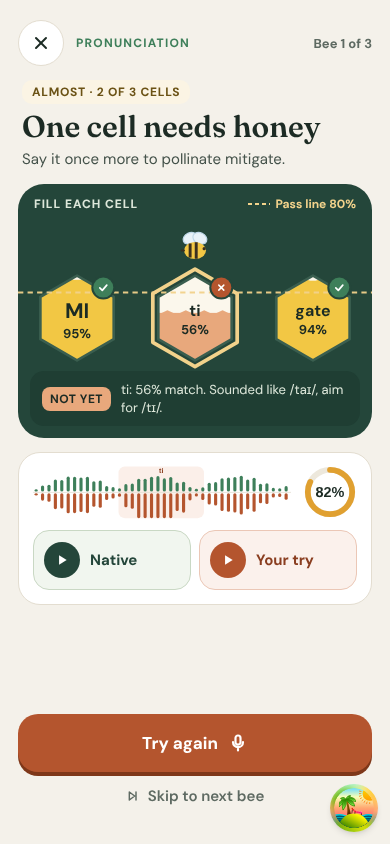 PRONUNCIATION
Bee 1 of 3
ALMOST · 2 OF 3 CELLS
One cell needs honey
Say it once more to pollinate mitigate.
FILL EACH CELL
Pass line 80%
MI
95%
ti
56%
gate
94%
NOT YET
ti: 56% match. Sounded like /taɪ/, aim
for /tɪ/.
ti
82%
Native
Your try
Try again
Skip to next bee